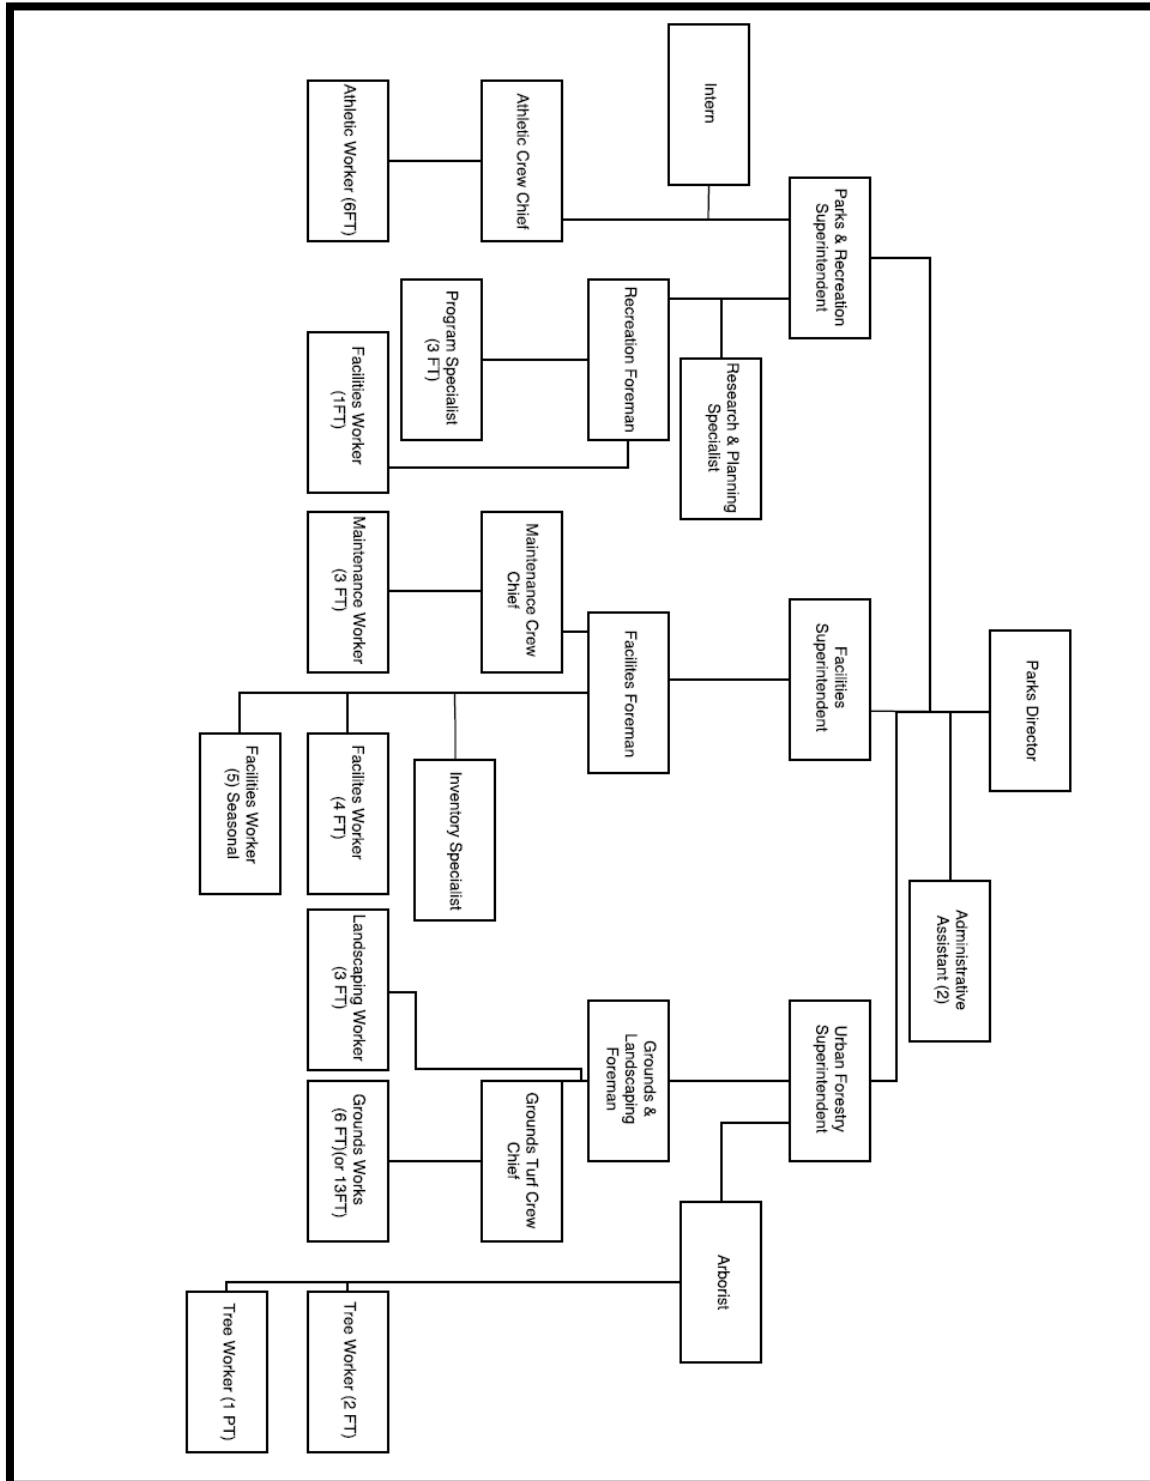 Parks Director
Administrative
Assistant (2)
Parks & Recreation
Superintendent
Facilities
Superintendent
Urban Forestry
Superintendent
Intern
Research & Planning
Specialist
Arborist
Recreation Foreman
Facilites Foreman
Grounds &
Landscaping
Foreman
Athletic Crew Chief
Maintenance Crew
Chief
Grounds Turf Crew
Chief
Program Specialist
(3 FT)
Inventory Specialist
Athletic Worker (6FT)
Facilities Worker
(1FT)
Maintenance Worker
(3 FT)
Facilites Worker
(4 FT)
Landscaping Worker
(3 FT)
Grounds Works
(6 FT)(or 13FT)
Tree Worker (2 FT)
Facilities Worker
(5) Seasonal
Tree Worker (1 PT)